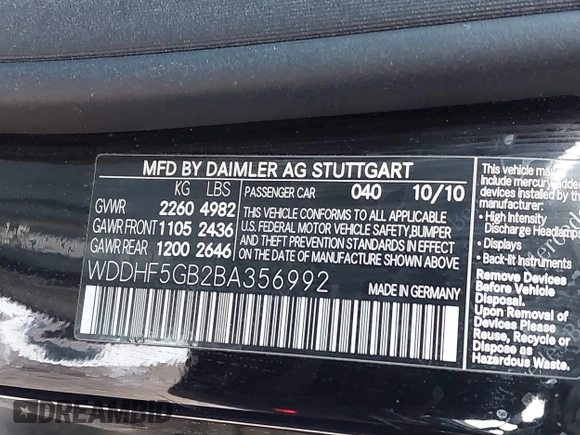 MFD BY DAIMLER AG STUTTGART
KG LBS
GVWR 2260 4982
GAWR FRONT 1105 2436
GAWR REAR 1200 2646
PASSENGER CAR 040 10/10
THIS VEHICLE CONFORMS TO ALL APPLICABLE
U.S. FEDERAL MOTOR VEHICLE SAFETY, BUMPER
AND THEFT PREVENTION STANDARDS IN EFFECT
ON THE DATE OF MANUFACTURE SHOWN ABOVE
WDDHF5GB2BA356992
MADE IN GERMANY
This vehicle may
include mercury added
devices installed by the
manufacturer:
- High Intensity
Discharge Headlamps
- Displays
- Back-lit Instruments
Remove Devices
Before Vehicle
Disposal.
Upon Removal of
Devices Please
Reuse, Recycle or
Dispose as
Hazardous Waste.
DREAMBID